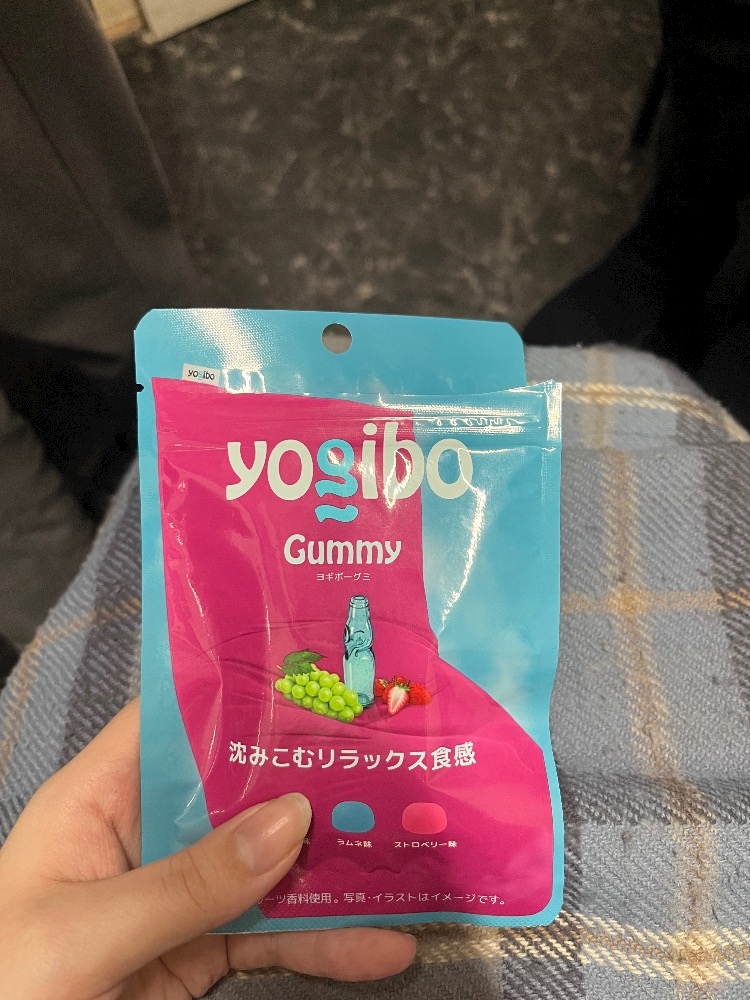 yogibo
yogibo
Gummy
ヨギボーグミ
沈みこむリラックス食感
味 ラムネ味 ストロベリー味
ーツ香料使用。写真・イラストはイメージです。